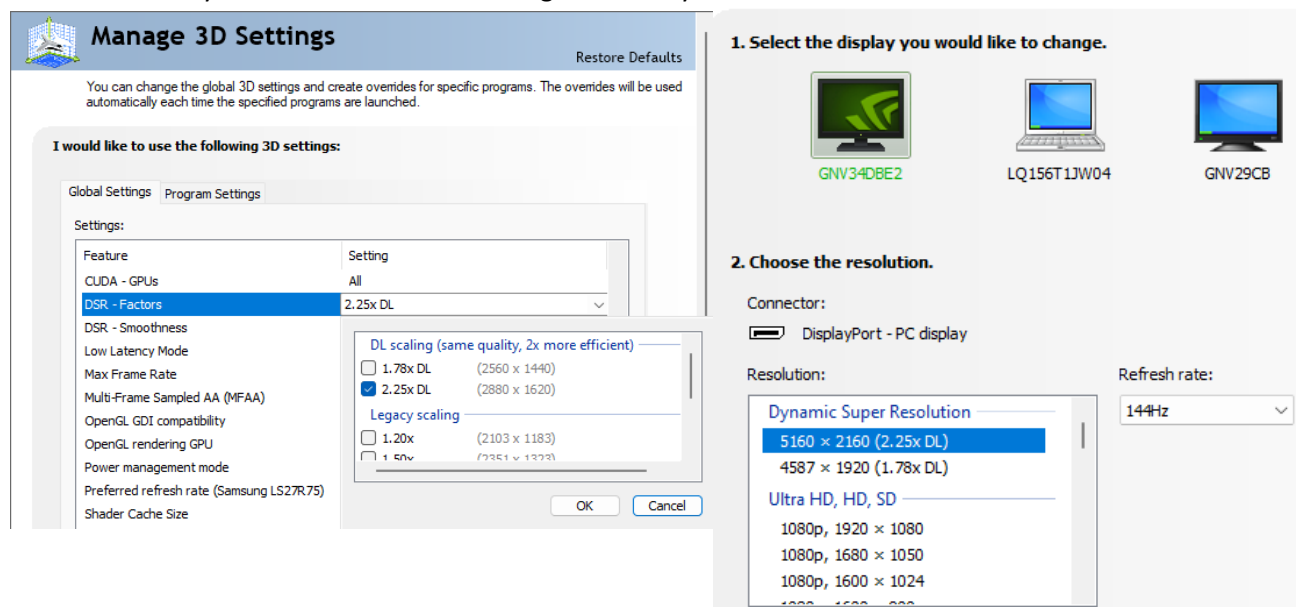 Manage 3D Settings
Restore Defaults
You can change the global 3D settings and create overrides for specific programs. The overrides will be used
automatically each time the specified programs are launched.
I would like to use the following 3D settings:
Global Settings Program Settings
Settings:
Feature Setting
CUDA - GPUs All
DSR - Factors 2.25x DL
DSR - Smoothness
Low Latency Mode
Max Frame Rate
Multi-Frame Sampled AA (MFAA)
OpenGL GDI compatibility
OpenGL rendering GPU
Power management mode
Preferred refresh rate (Samsung LS27R75)
Shader Cache Size
DL scaling (same quality, 2x more efficient)
1.78x DL (2560 x 1440)
2.25x DL (2880 x 1620)
Legacy scaling
1.20x (2103 x 1183)
1.50x (2351 x 1323)
OK Cancel
1. Select the display you would like to change.
GNV34DBE2 LQ156T1JW04 GNV29CB
2. Choose the resolution.
Connector:
DisplayPort - PC display
Resolution: Refresh rate:
144Hz
Dynamic Super Resolution
5160 × 2160 (2.25x DL)
4587 × 1920 (1.78x DL)
Ultra HD, HD, SD
1080p, 1920 × 1080
1080p, 1680 × 1050
1080p, 1600 × 1024